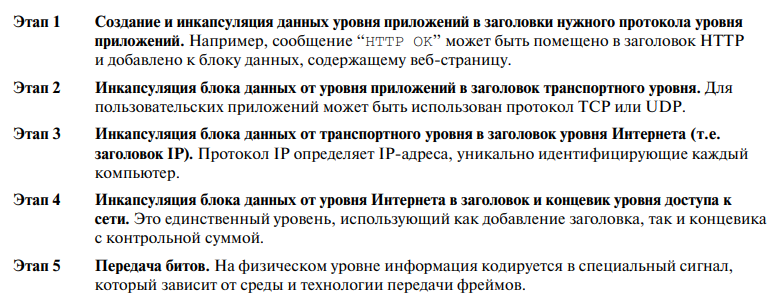 Этап 1 Создание и инкапсуляция данных уровня приложений в заголовки нужного протокола уровня
приложений. Например, сообщение “HTTP OK” может быть помещено в заголовок HTTP
и добавлено к блоку данных, содержащему веб-страницу.
Этап 2 Инкапсуляция блока данных от уровня приложений в заголовок транспортного уровня. Для
пользовательских приложений может быть использован протокол TCP или UDP.
Этап 3 Инкапсуляция блока данных от транспортного уровня в заголовок уровня Интернета (т.е.
заголовок IP). Протокол IP определяет IP-адреса, уникально идентифицирующие каждый
компьютер.
Этап 4 Инкапсуляция блока данных от уровня Интернета в заголовок и концевик уровня доступа к
сети. Это единственный уровень, использующий как добавление заголовка, так и концевика
с контрольной суммой.
Этап 5 Передача битов. На физическом уровне информация кодируется в специальный сигнал,
который зависит от среды и технологии передачи фреймов.